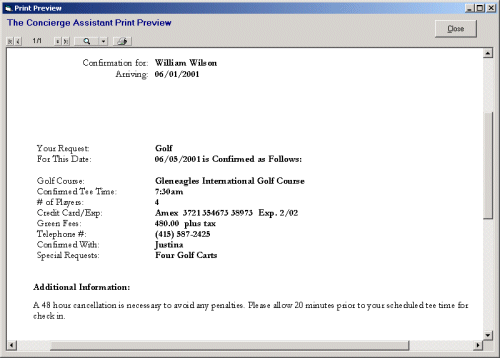 Print Preview
The Concierge Assistant Print Preview
Close
1/1
Confirmation for: William Wilson
Arriving: 06/01/2001
Your Request: Golf
For This Date: 06/05/2001 is Confirmed as Follows:
Golf Course: Gleneagles International Golf Course
Confirmed Tee Time: 7:30am
# of Players: 4
Credit Card/Exp: Amex 3721 354673 38973 Exp. 2/02
Green Fees: 480.00 plus tax
Telephone #: (415) 587-2425
Confirmed With: Justina
Special Requests: Four Golf Carts
Additional Information:
A 48 hour cancellation is necessary to avoid any penalties. Please allow 20 minutes prior to your scheduled tee time for
check in.